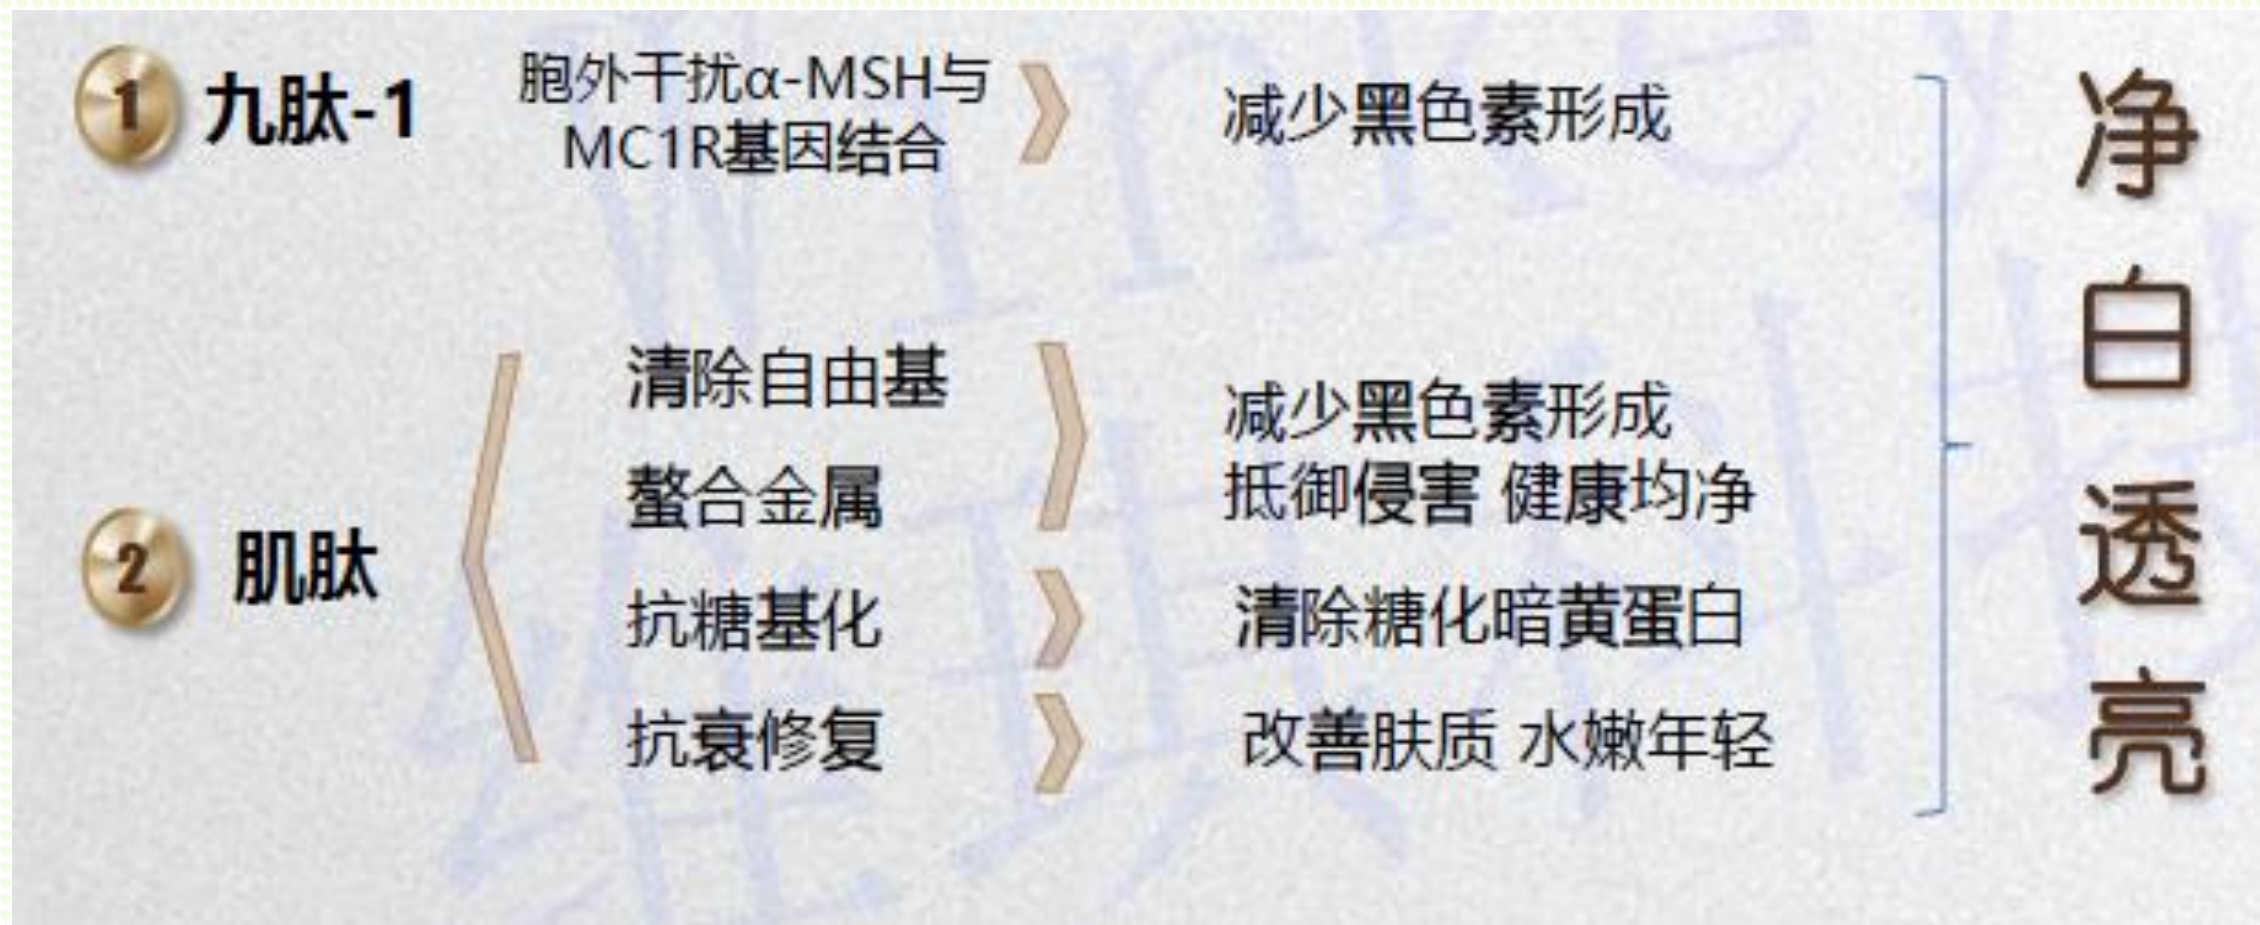 1 九肽-1 胞外干扰α-MSH与
MC1R基因结合
减少黑色素形成
2 肌肽
清除自由基
螯合金属
减少黑色素形成
抵御侵害 健康均净
抗糖基化
清除糖化暗黄蛋白
抗衰修复
改善肤质 水嫩年轻
净白透亮